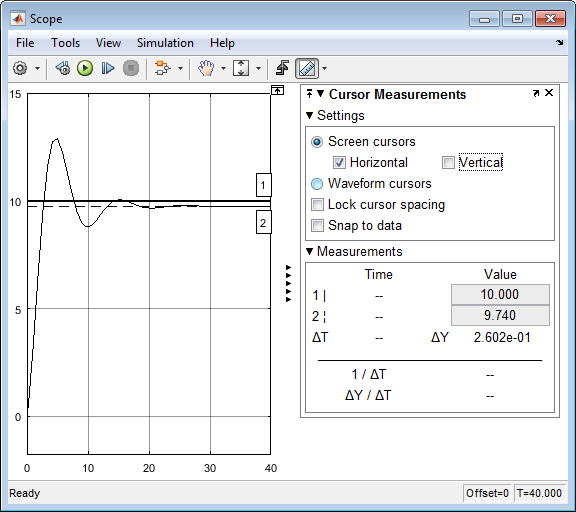 Scope
File Tools View Simulation Help
15
10
5
0
0 10 20 30 40
1
2
Cursor Measurements
Settings
Screen cursors
Horizontal Vertical
Waveform cursors
Lock cursor spacing
Snap to data
Measurements
Time Value
1 | -- 10.000
2 ¦ -- 9.740
ΔT -- ΔY 2.602e-01
1 / ΔT --
ΔY / ΔT --
Ready Offset=0 T=40.000